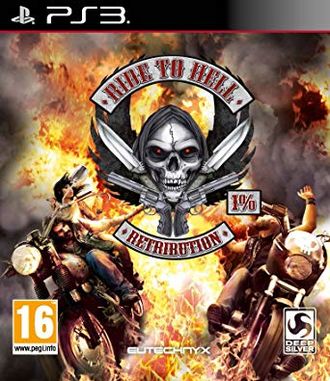 PS3
RIDE TO HELL
1%
RETRIBUTION
16
www.pegi.info
EUTECHNYX
DEEP
SILVER